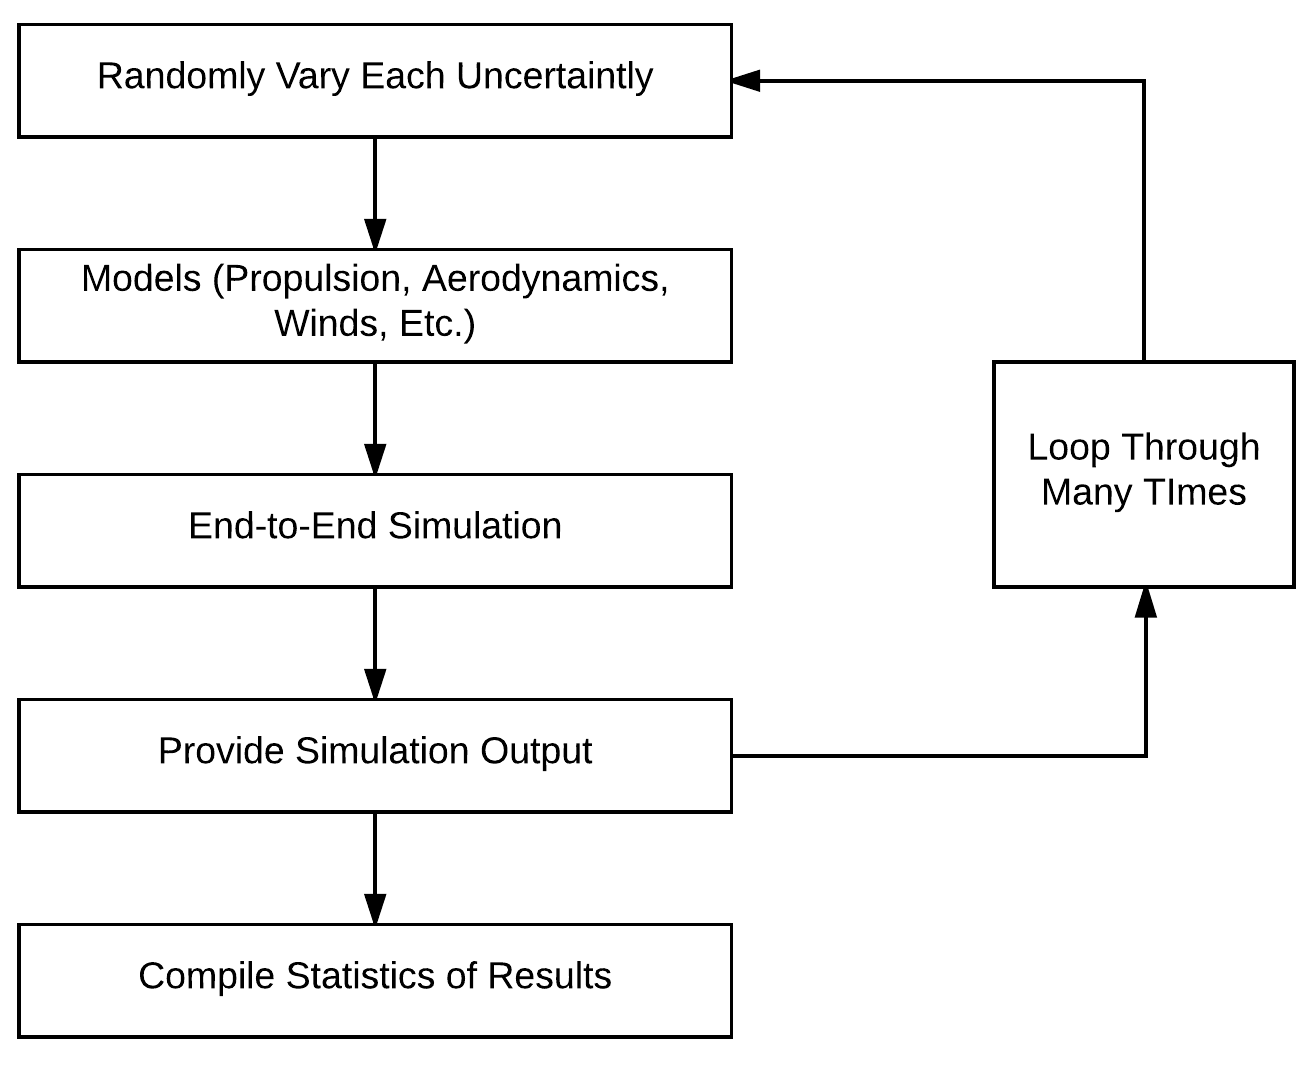 Randomly Vary Each Uncertaintly
Models (Propulsion, Aerodynamics,
Winds, Etc.)
End-to-End Simulation
Loop Through
Many TImes
Provide Simulation Output
Compile Statistics of Results